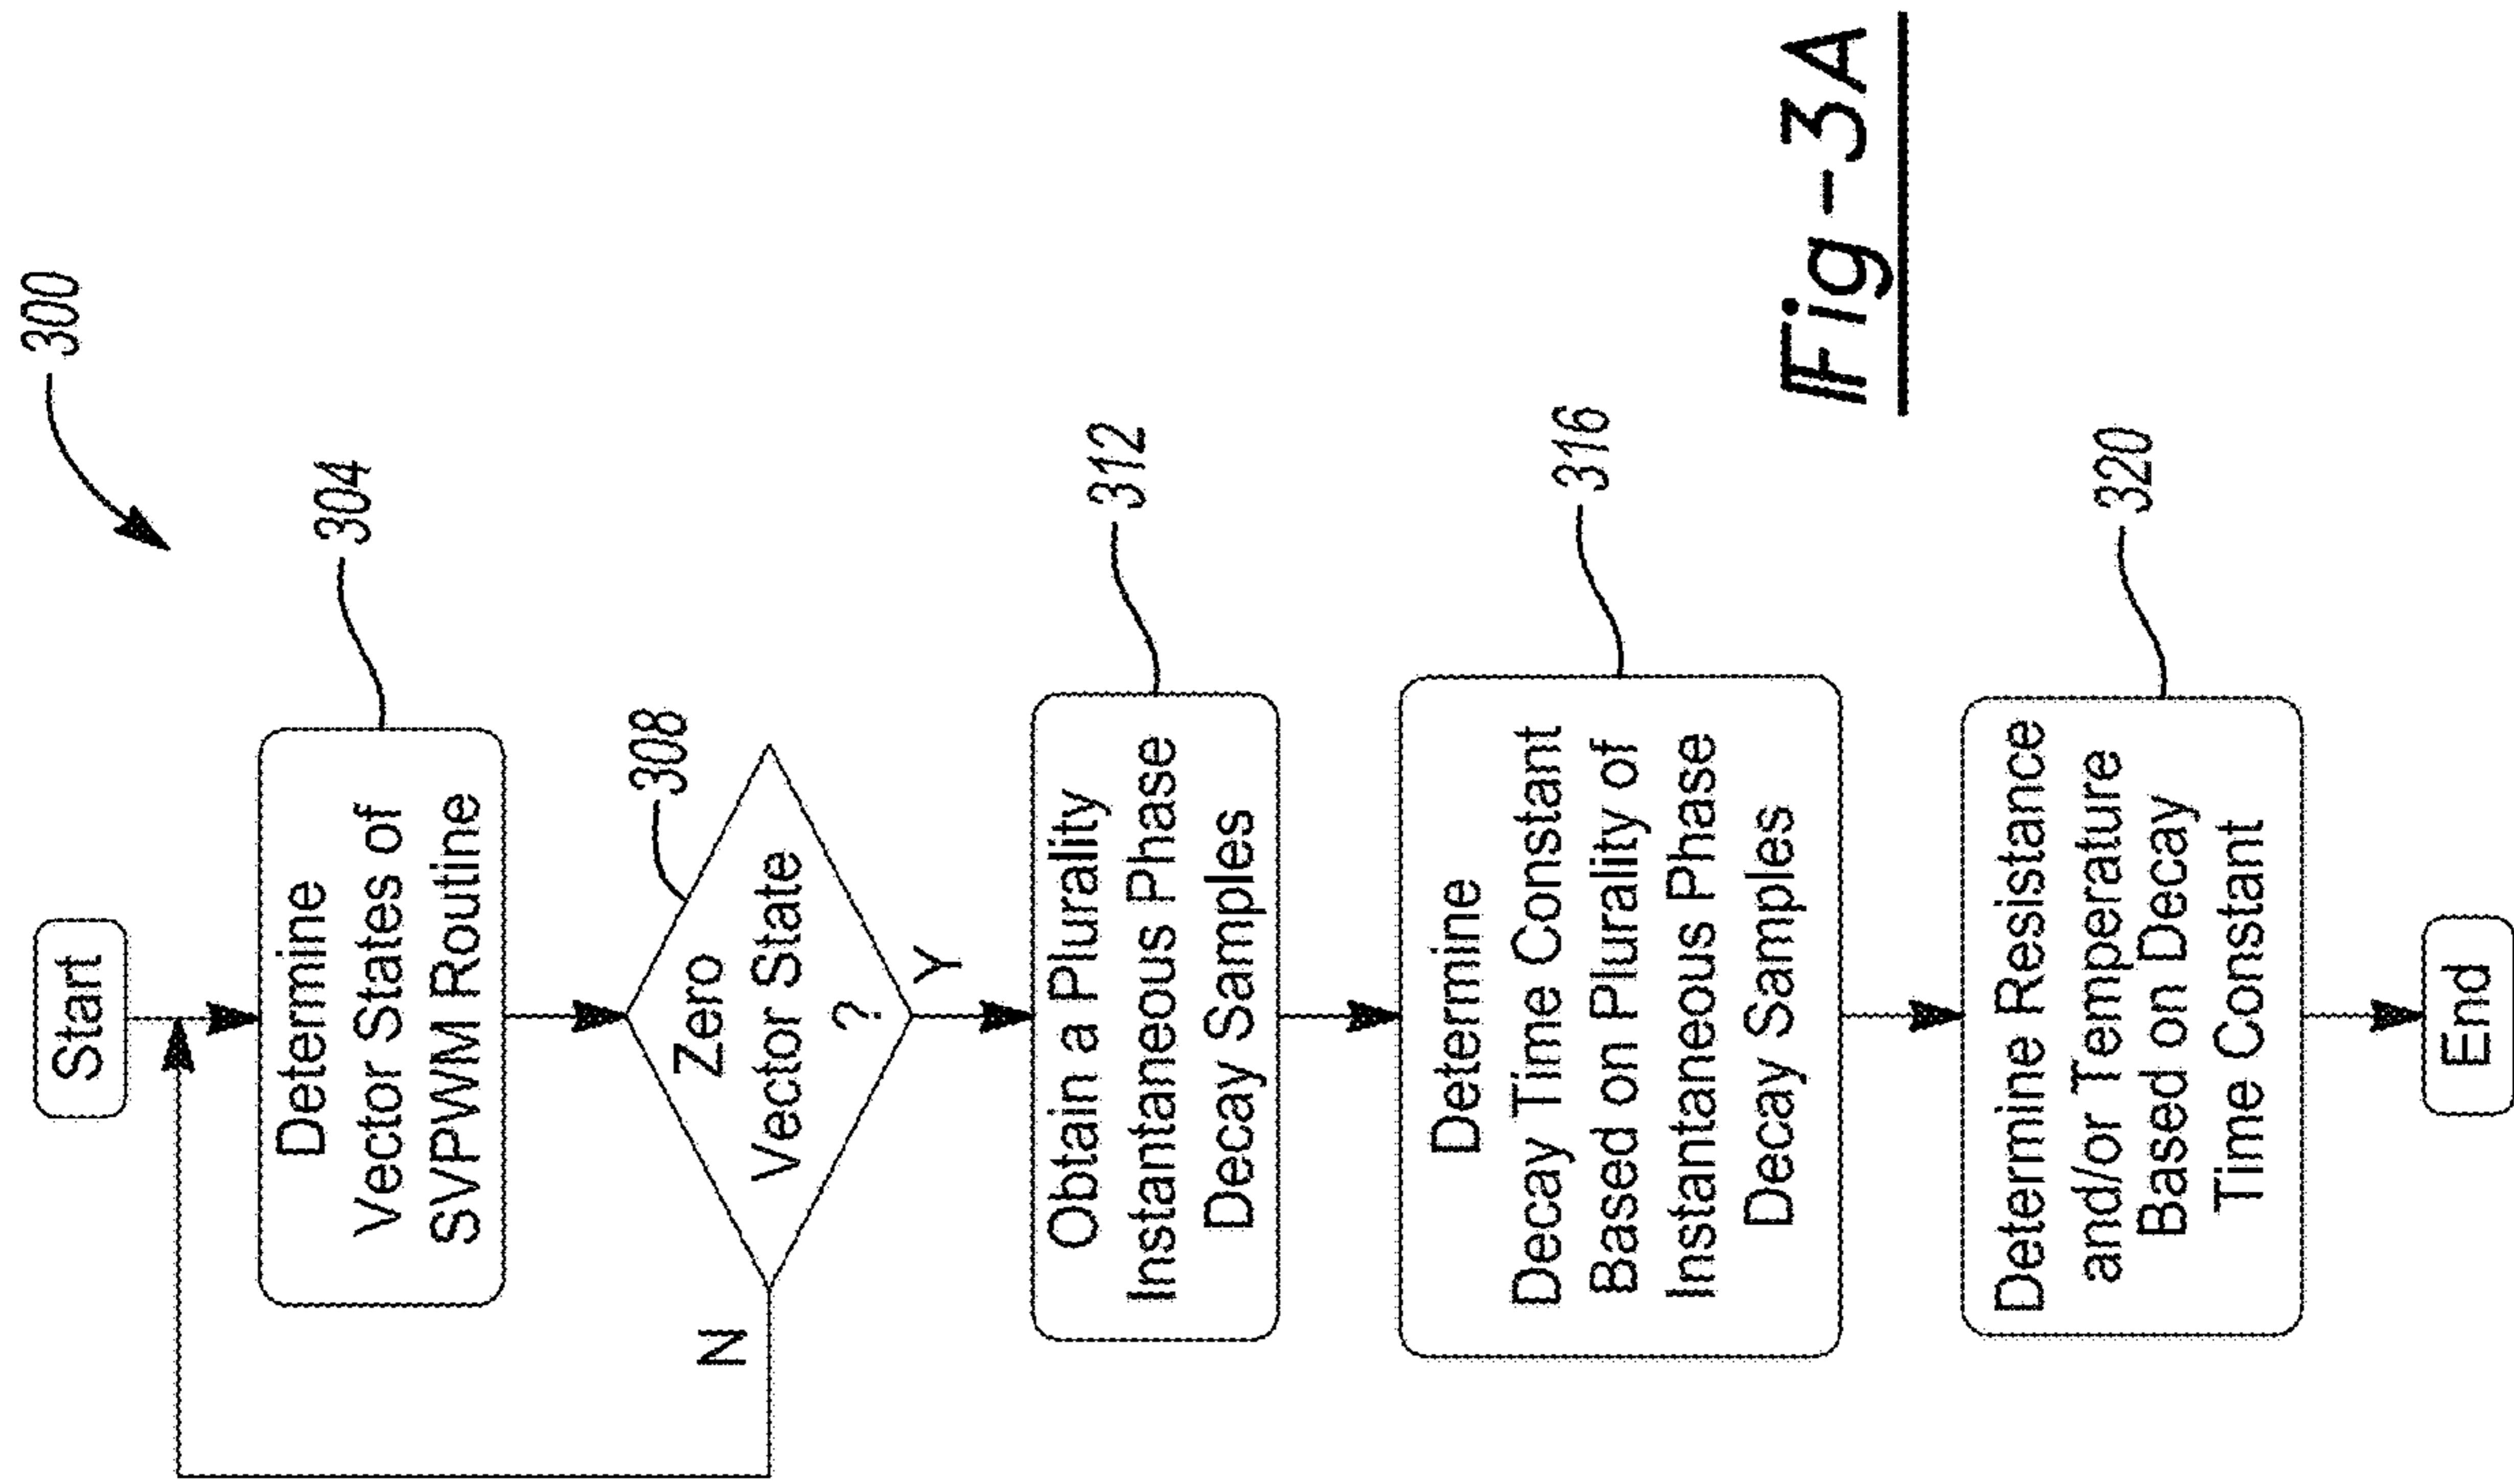 300
Start
Determine
Vector States of
SVPWM Routine
304
Zero
Vector State
?
308
N
Y
Obtain a Plurality
Instantaneous Phase
Decay Samples
312
Determine
Decay Time Constant
Based on Plurality of
Instantaneous Phase
Decay Samples
316
Determine Resistance
and/or Temperature
Based on Decay
Time Constant
320
End
Fig-3A